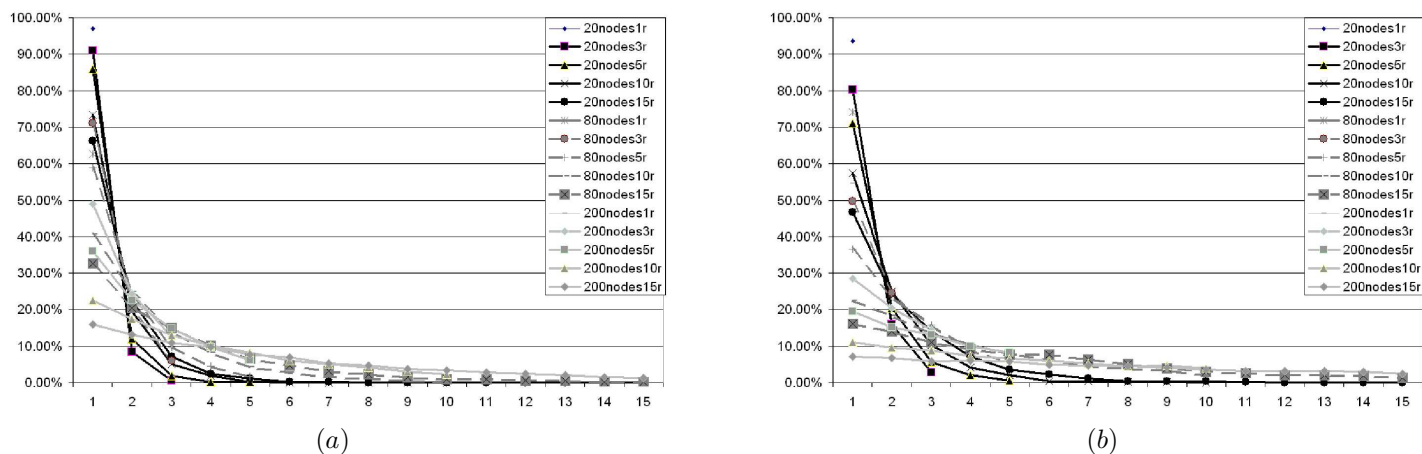 100.00%
90.00%
80.00%
70.00%
60.00%
50.00%
40.00%
30.00%
20.00%
10.00%
0.00%
1 2 3 4 5 6 7 8 9 10 11 12 13 14 15
20nodes1r
20nodes3r
20nodes5r
20nodes10r
20nodes15r
80nodes1r
80nodes3r
80nodes5r
80nodes10r
80nodes15r
200nodes1r
200nodes3r
200nodes5r
200nodes10r
200nodes15r
(a)
100.00%
90.00%
80.00%
70.00%
60.00%
50.00%
40.00%
30.00%
20.00%
10.00%
0.00%
1 2 3 4 5 6 7 8 9 10 11 12 13 14 15
20nodes1r
20nodes3r
20nodes5r
20nodes10r
20nodes15r
80nodes1r
80nodes3r
80nodes5r
80nodes10r
80nodes15r
200nodes1r
200nodes3r
200nodes5r
200nodes10r
200nodes15r
(b)